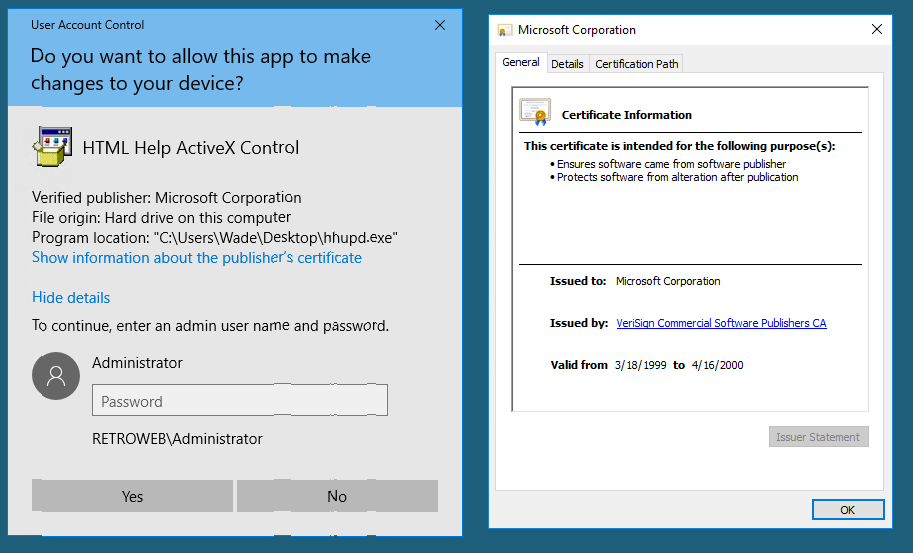 User Account Control
Do you want to allow this app to make
changes to your device?
HTML Help ActiveX Control
Verified publisher: Microsoft Corporation
File origin: Hard drive on this computer
Program location: "C:\Users\Wade\Desktop\hhupd.exe"
Show information about the publisher's certificate
Hide details
To continue, enter an admin user name and password.
Administrator
Password
RETROWEB\Administrator
Yes
No
Microsoft Corporation
General
Details
Certification Path
Certificate Information
This certificate is intended for the following purpose(s):
• Ensures software came from software publisher
• Protects software from alteration after publication
Issued to: Microsoft Corporation
Issued by: VeriSign Commercial Software Publishers CA
Valid from 3/18/1999 to 4/16/2000
Issuer Statement
OK